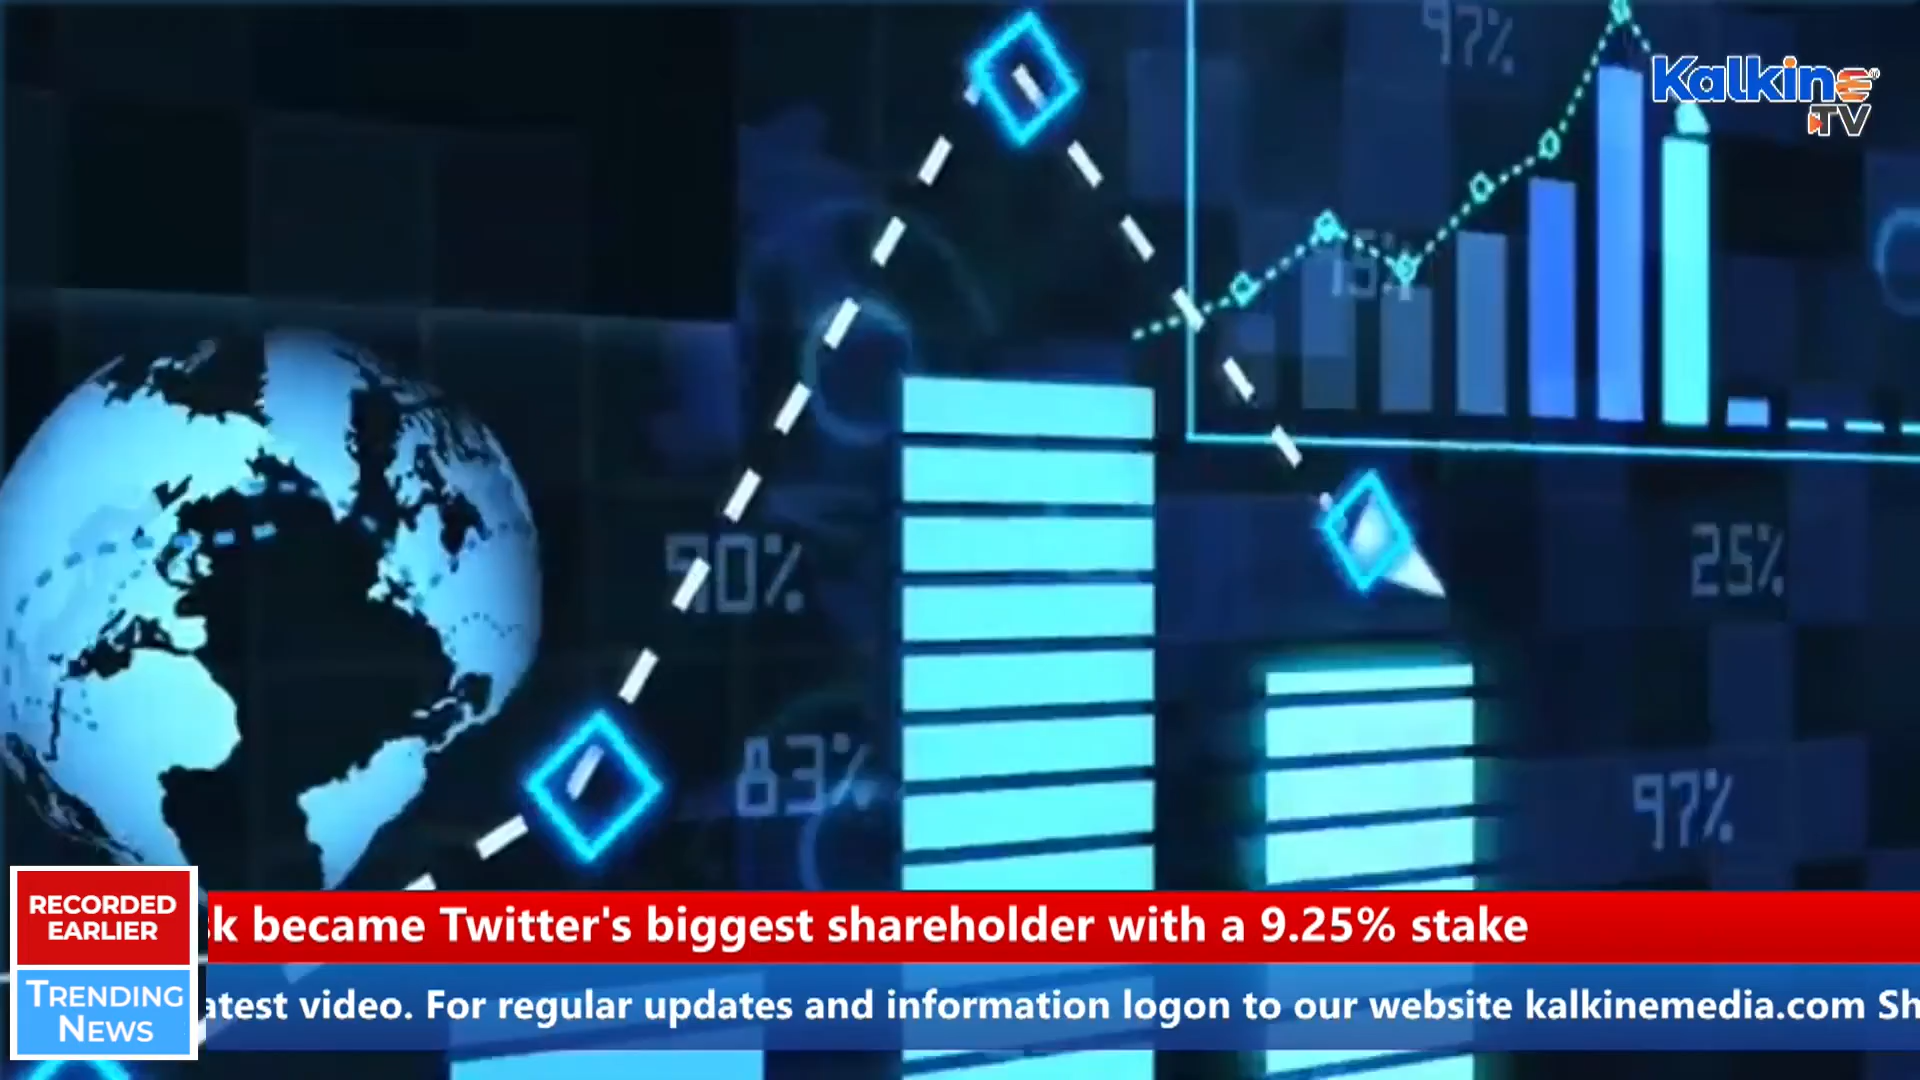 97%
Kalkine
TV
15%
90%
25%
83%
97%
RECORDED
EARLIER
k became Twitter's biggest shareholder with a 9.25% stake
TRENDING
NEWS
atest video. For regular updates and information logon to our website kalkinemedia.com Sh